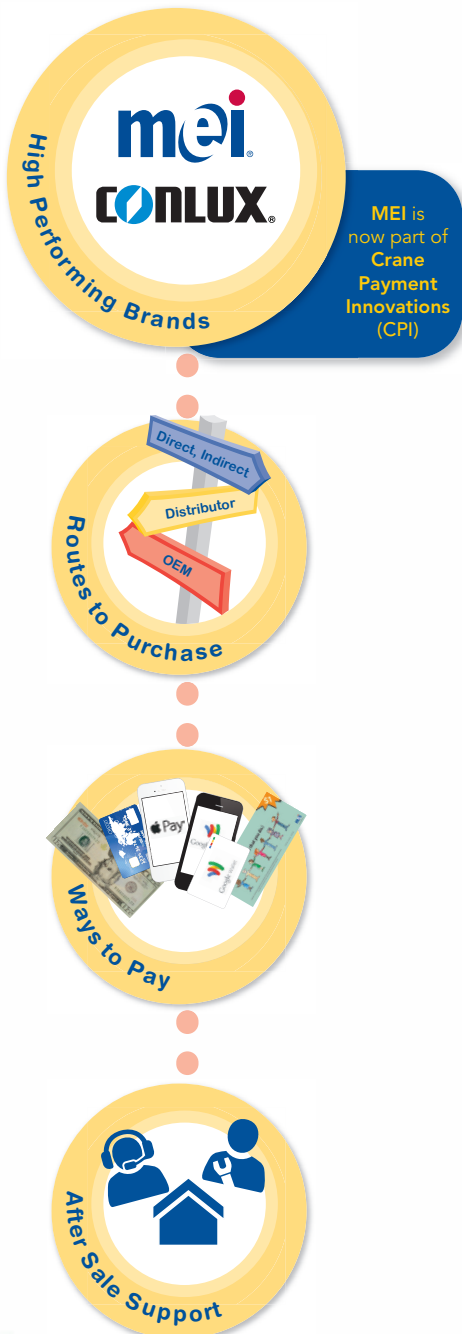 mei®
CONLUX®
High Performing Brands
MEI is
now part of
Crane
Payment
Innovations
(CPI)
Direct, Indirect
Distributor
OEM
Routes to Purchase
Pay
Ways to Pay
After Sale Support